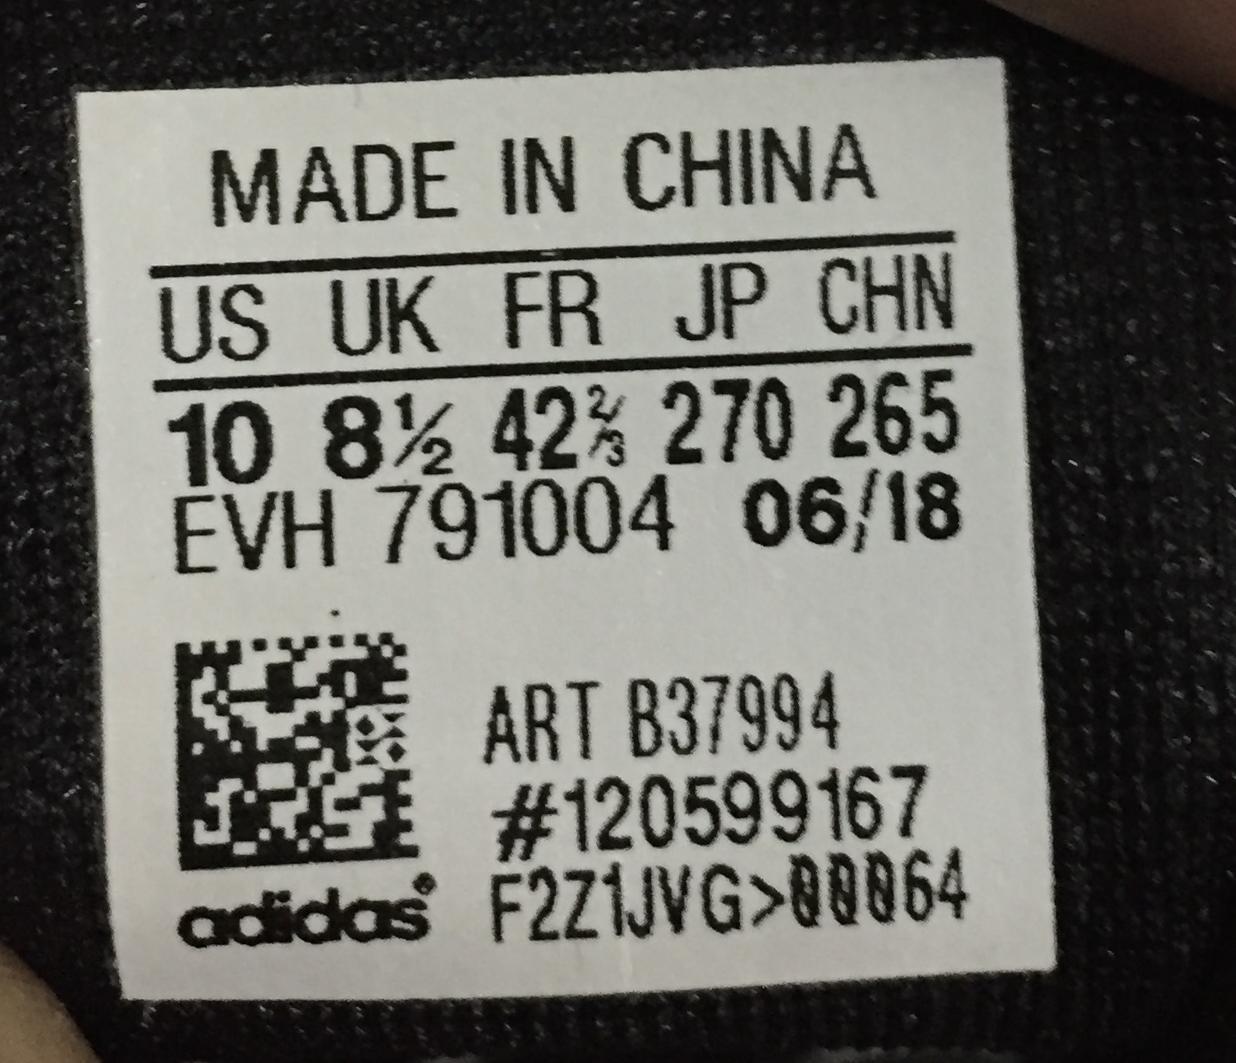 MADE IN CHINA
US UK FR JP CHN
10 8½ 42⅔ 270 265
EVH 791004 06/18
ART B37994
#120599167
F2Z1JVG>00064
adidas®